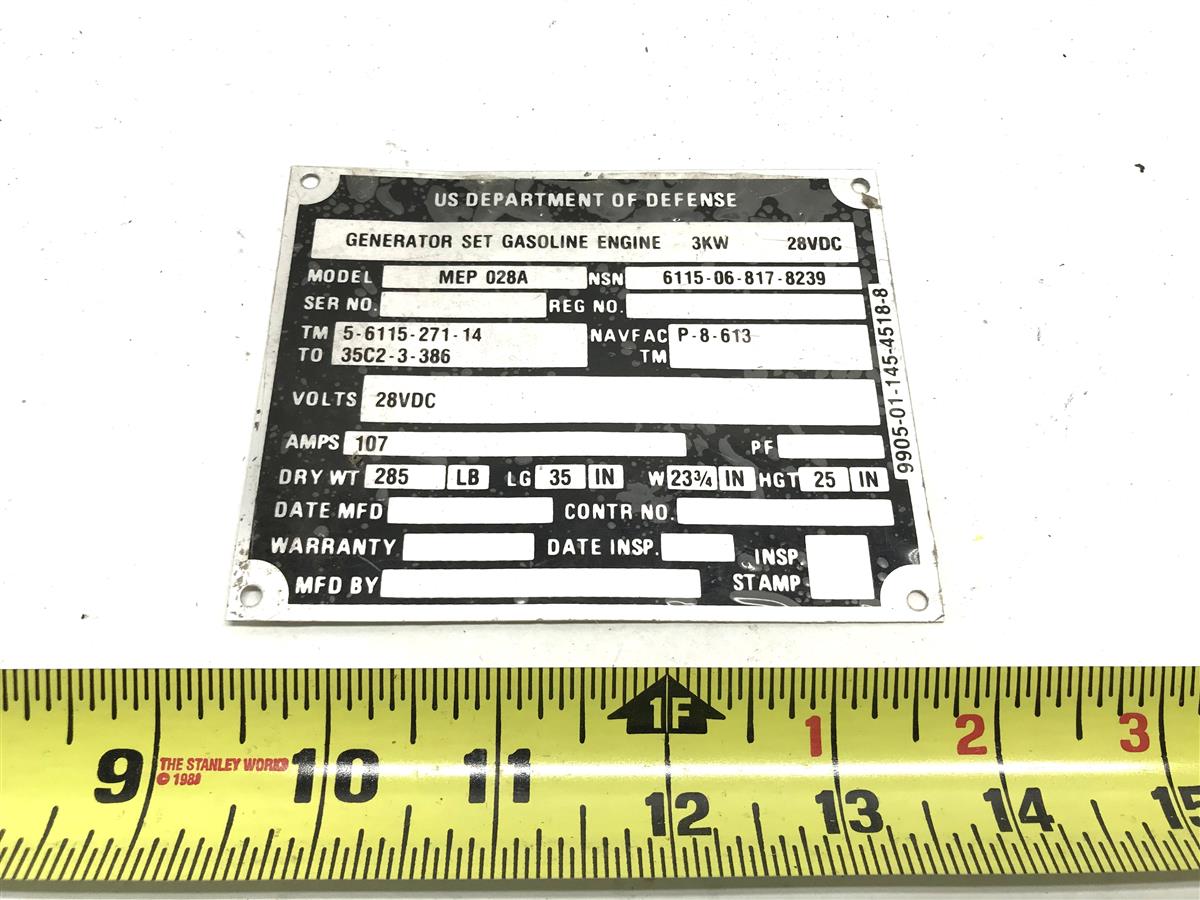 US DEPARTMENT OF DEFENSE
GENERATOR SET GASOLINE ENGINE 3KW 28VDC
MODEL MEP 028A NSN 6115-06-817-8239
SER NO. REG NO.
TM 5-6115-271-14 NAVFAC P-8-613
TO 35C2-3-386 TM
VOLTS 28VDC
AMPS 107 PF
DRY WT 285 LB LG 35 IN W 23¾ IN HGT 25 IN
DATE MFD CONTR NO.
WARRANTY DATE INSP. INSP.
MFD BY STAMP
9905-01-145-4518-8
1F
1 2 3
9 THE STANLEY WORKS 10 11
© 1980
12 13 14 15